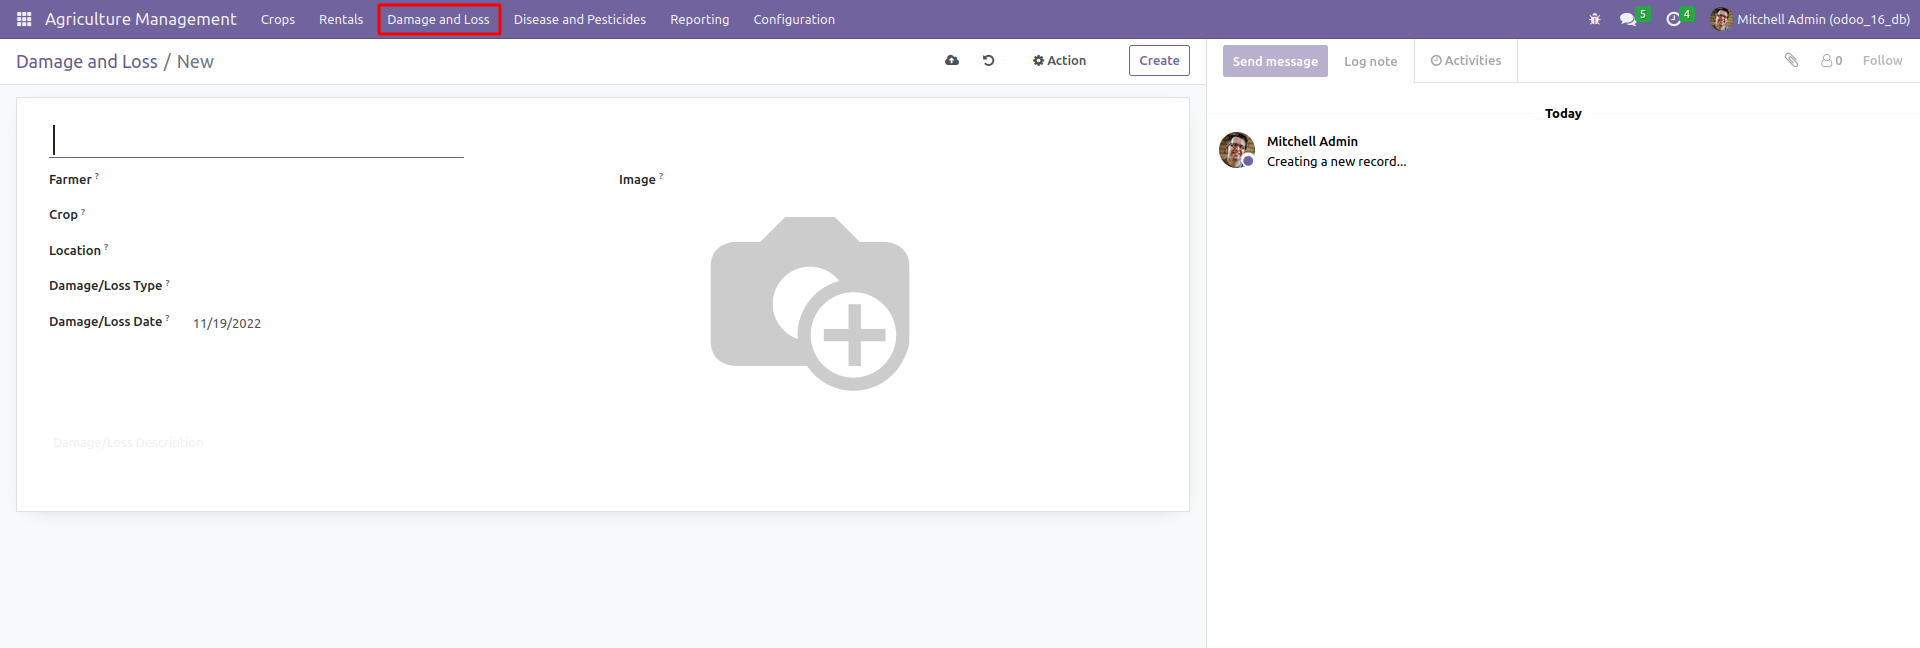 Agriculture Management Crops Rentals Damage and Loss Disease and Pesticides Reporting Configuration 5 4 Mitchell Admin (odoo_16_db)
Damage and Loss / New Action Create Send message Log note Activities 0 Follow
Today
Mitchell Admin
Creating a new record...
Farmer ? Image ?
Crop ?
Location ?
Damage/Loss Type ?
Damage/Loss Date ? 11/19/2022
Damage/Loss Description